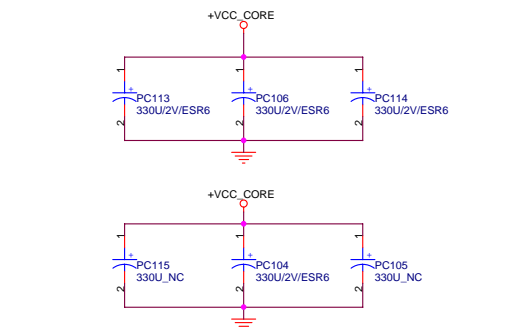 +VCC_CORE
1 1 1
+ + +
PC113 PC106 PC114
330U/2V/ESR6 330U/2V/ESR6 330U/2V/ESR6
2 2 2
+VCC_CORE
1 1 1
+ + +
PC115 PC104 PC105
330U_NC 330U/2V/ESR6 330U_NC
2 2 2